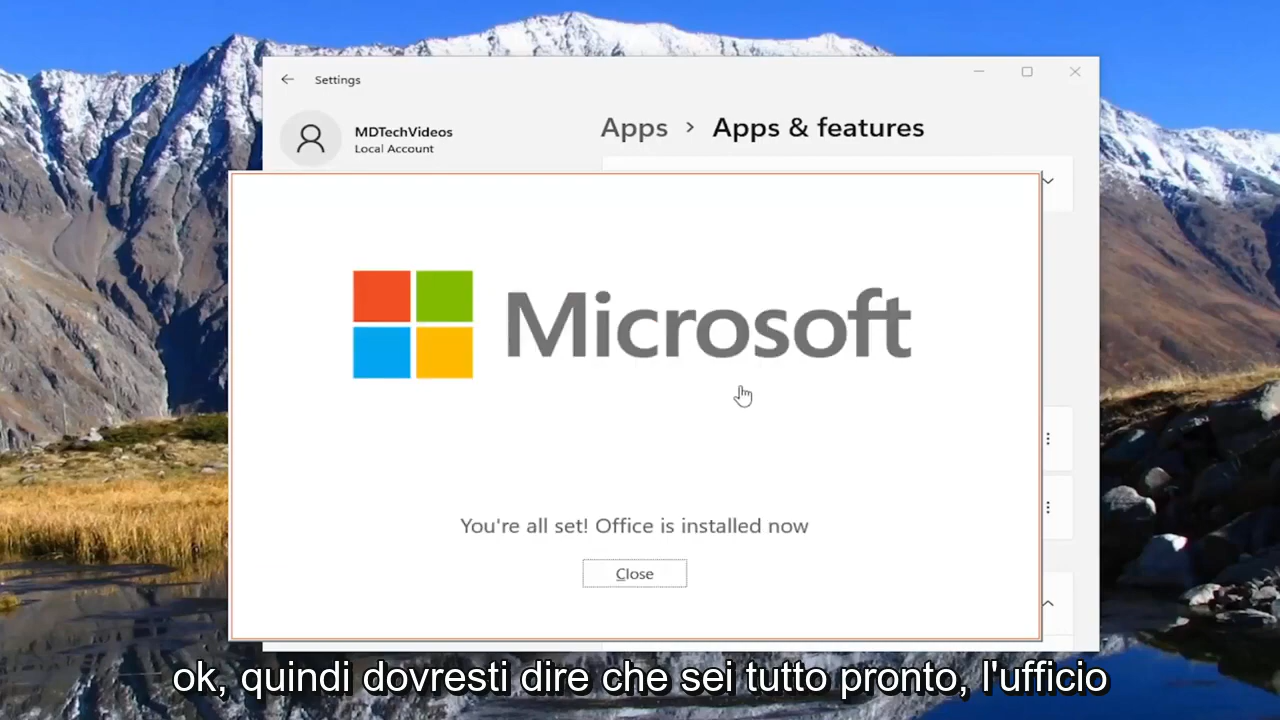 Settings
MDTechVideos
Local Account
Apps > Apps & features
Microsoft
You're all set! Office is installed now
Close
ok, quindi dovresti dire che sei tutto pronto, l'ufficio